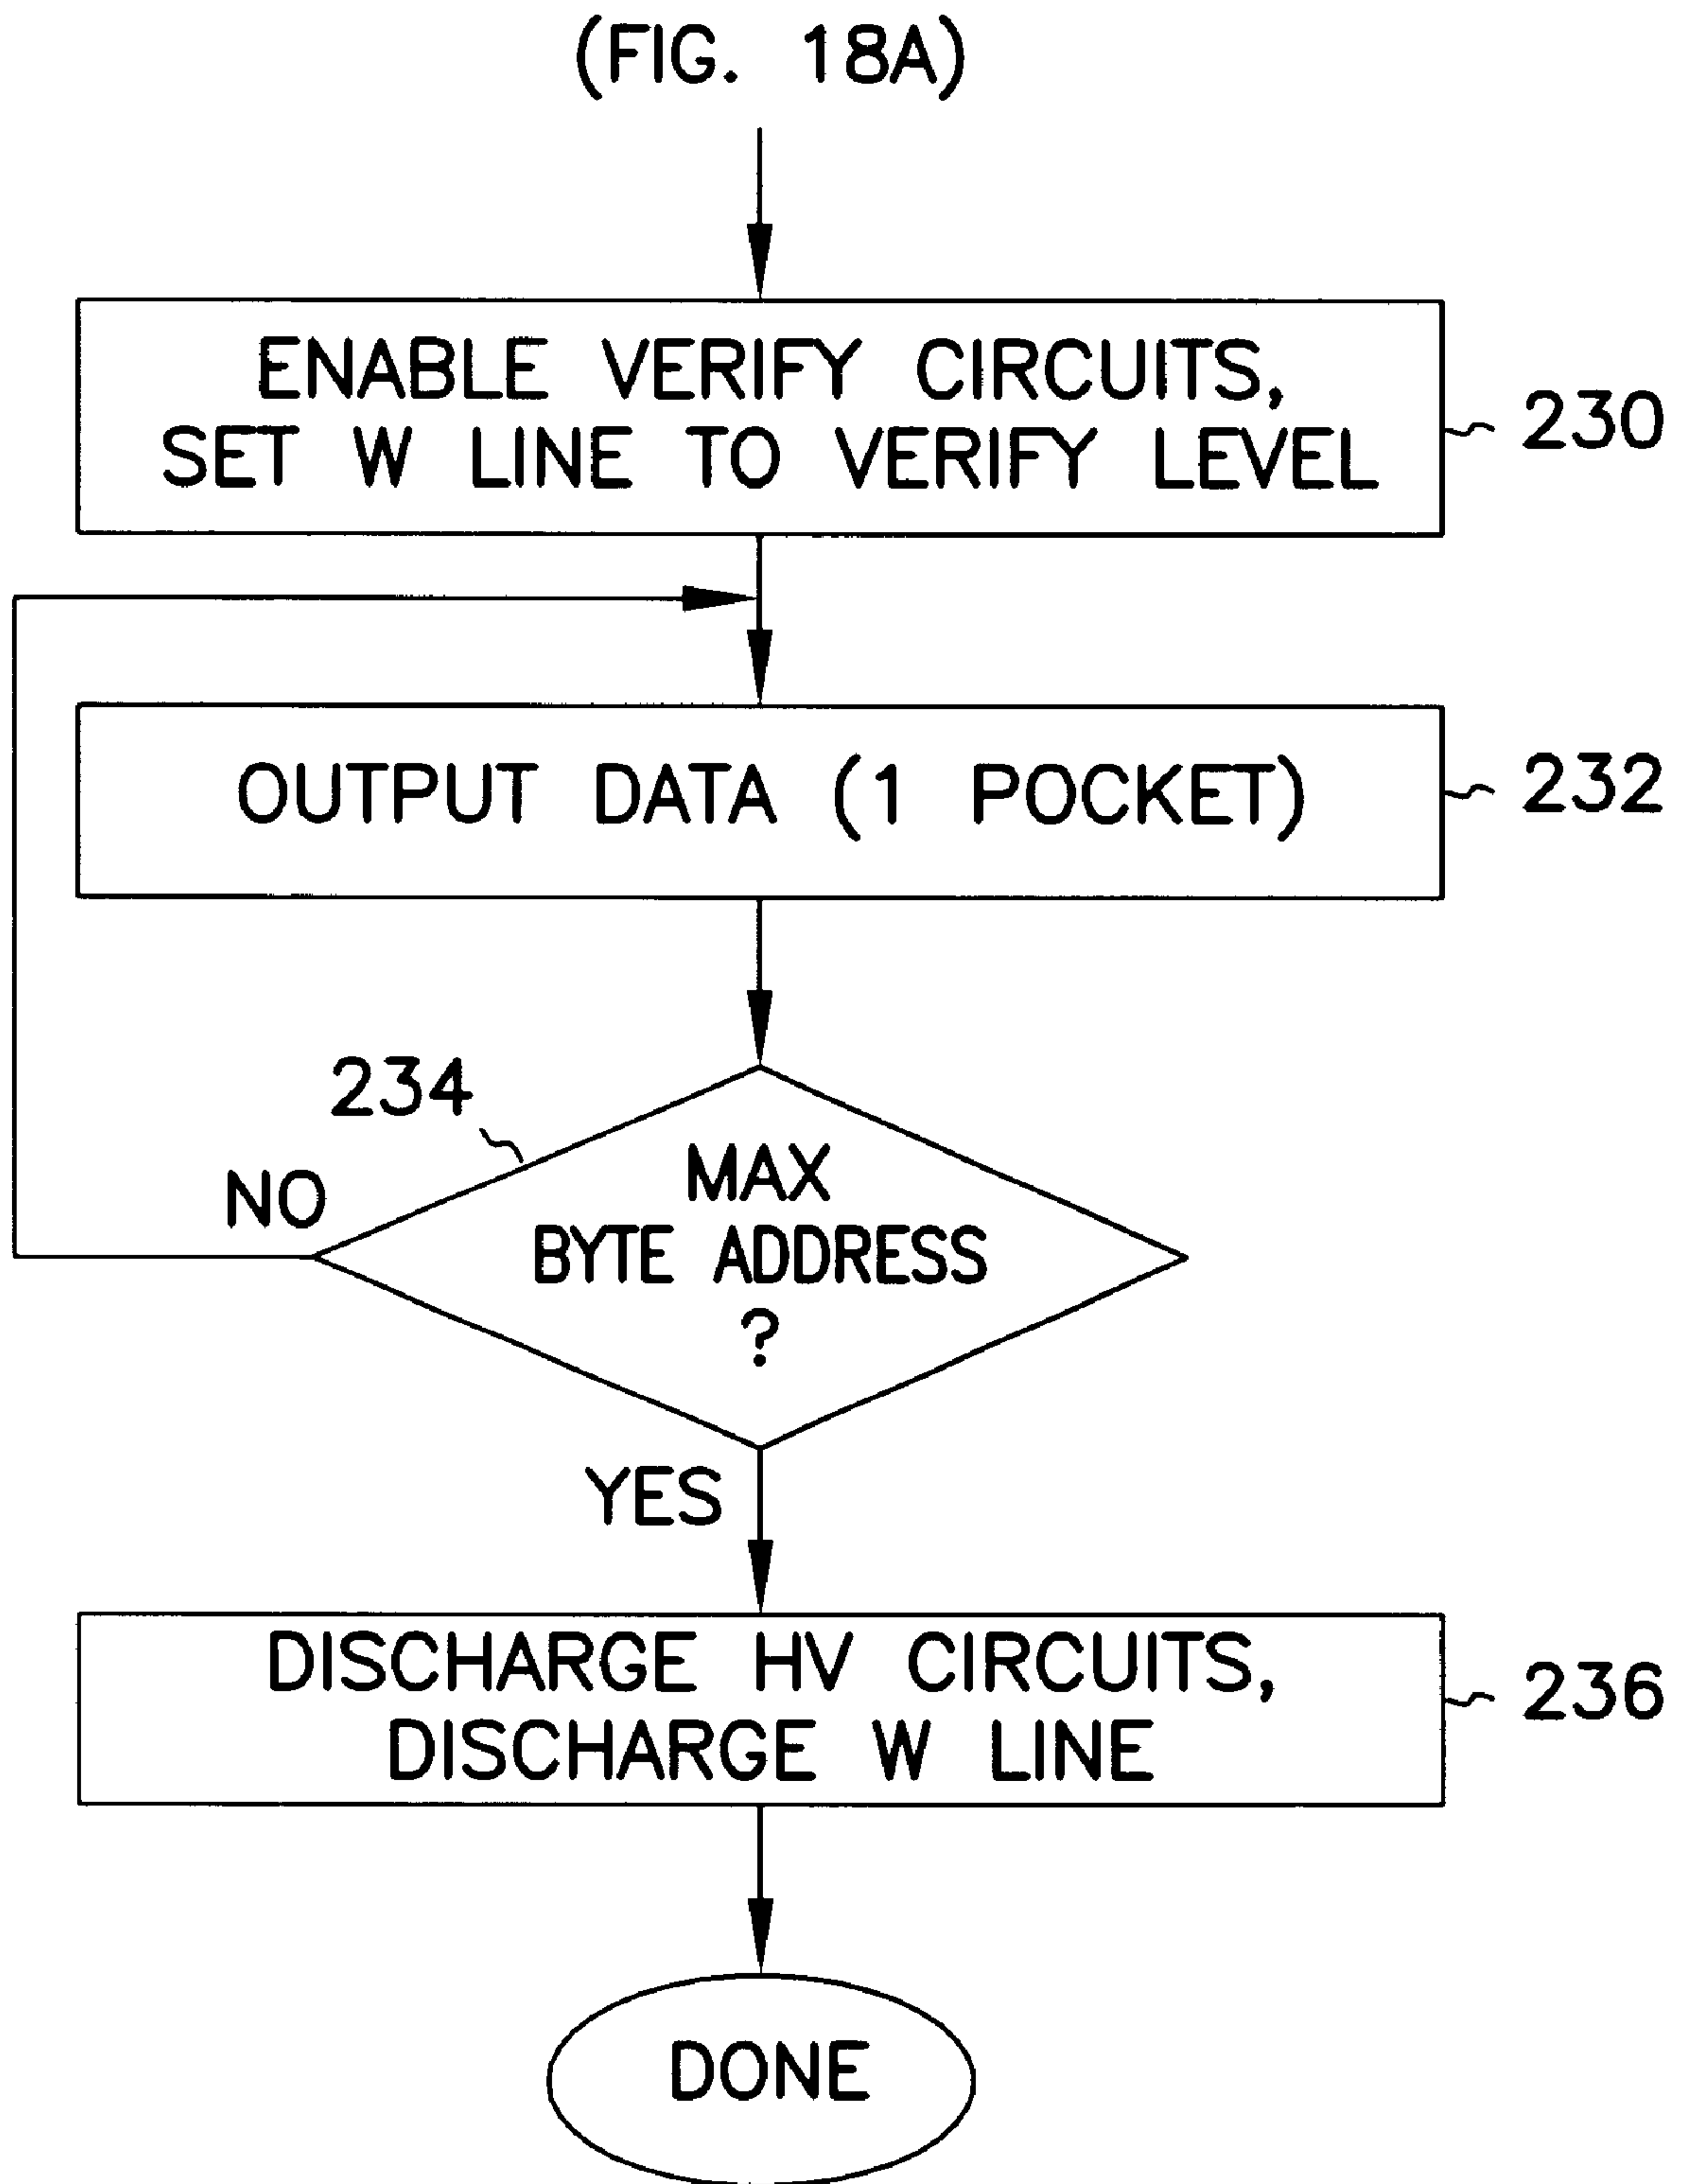 (FIG. 18A)
ENABLE VERIFY CIRCUITS,
SET W LINE TO VERIFY LEVEL
230
OUTPUT DATA (1 POCKET)
232
234
NO
MAX
BYTE ADDRESS
?
YES
DISCHARGE HV CIRCUITS,
DISCHARGE W LINE
236
DONE